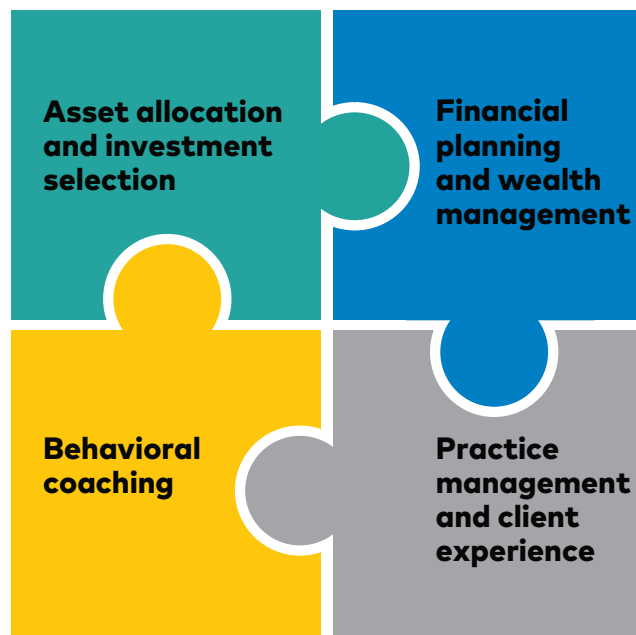 Asset allocation
and investment
selection
Financial
planning
and wealth
management
Behavioral
coaching
Practice
management
and client
experience